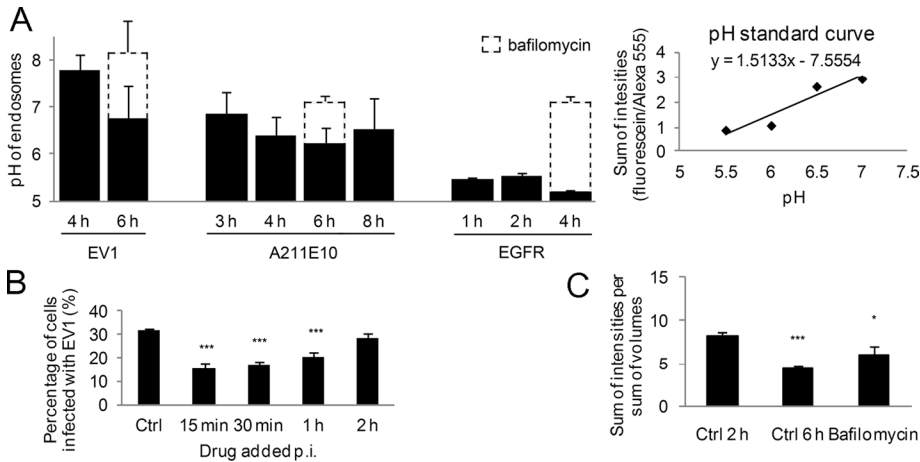 A
pH of endosomes
8
7
6
5
bafilomycin
4 h 6 h 3 h 4 h 6 h 8 h 1 h 2 h 4 h
EV1 A211E10 EGFR
pH standard curve
y = 1.5133x - 7.5554
Sum of intesities
(fluorescein/Alexa 555)
4
3
2
1
0
5 5.5 6 6.5 7 7.5
pH
B
Percentage of cells
infected with EV1 (%)
40
30
20
10
0
*** *** ***
Ctrl 15 min 30 min 1 h 2 h
Drug added p.i.
C
Sum of intensities per
sum of volumes
15
10
5
0
*** *
Ctrl 2 h Ctrl 6 h Bafilomycin